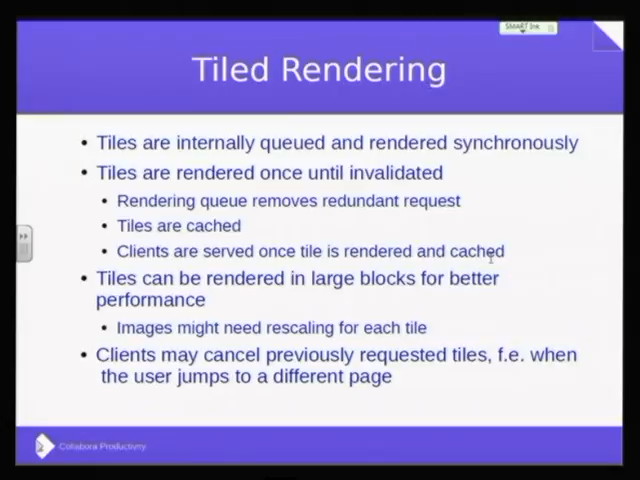 SMART Ink
Tiled Rendering
• Tiles are internally queued and rendered synchronously
• Tiles are rendered once until invalidated
• Rendering queue removes redundant request
• Tiles are cached
• Clients are served once tile is rendered and cached
• Tiles can be rendered in large blocks for better
performance
• Images might need rescaling for each tile
• Clients may cancel previously requested tiles, f.e. when
the user jumps to a different page
Collabora Productivity